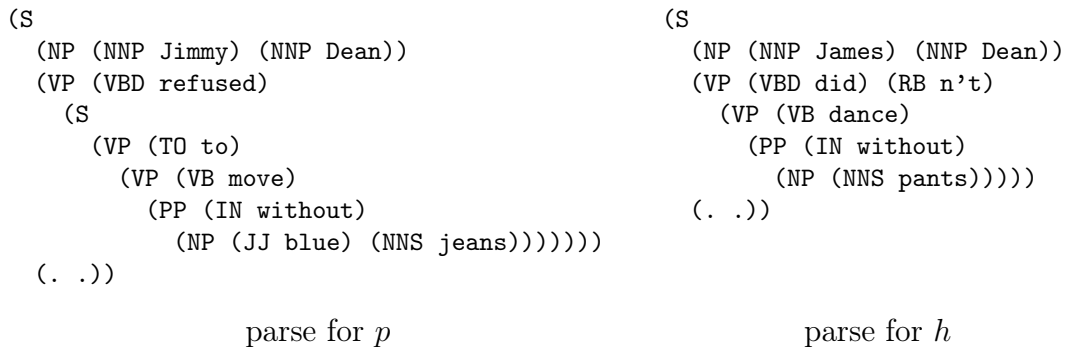 (S
  (NP (NNP Jimmy) (NNP Dean))
  (VP (VBD refused)
    (S
      (VP (TO to)
        (VP (VB move)
          (PP (IN without)
            (NP (JJ blue) (NNS jeans)))))))
  (. .))
parse for p
(S
  (NP (NNP James) (NNP Dean))
  (VP (VBD did) (RB n't)
    (VP (VB dance)
      (PP (IN without)
        (NP (NNS pants)))))
  (. .))
parse for h